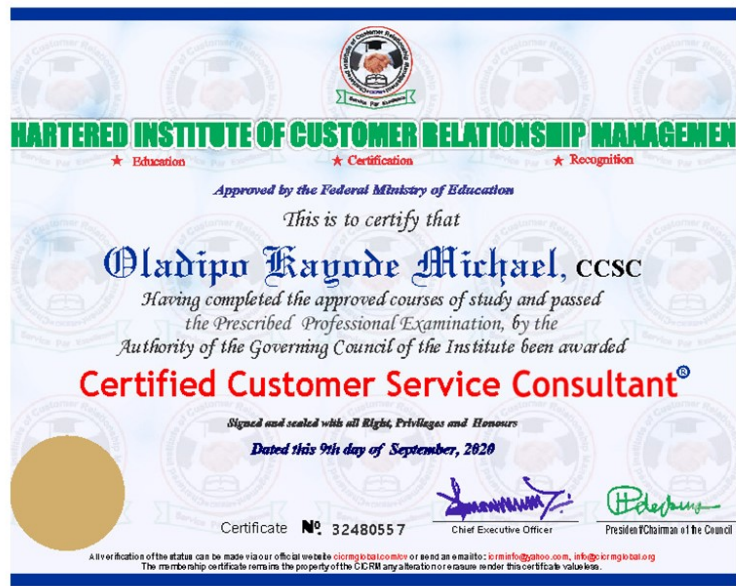 Service For Excellence
HARTERED INSTITUTE OF CUSTOMER RELATIONSHIP MANAGEMEN
★ Education ★ Certification ★ Recognition
Approved by the Federal Ministry of Education
This is to certify that
Oladipo Kayode Michael, CCSC
Having completed the approved courses of study and passed
the Prescribed Professional Examination, by the
Authority of the Governing Council of the Institute been awarded
Certified Customer Service Consultant®
Signed and sealed with all Right, Privileges and Honours
Dated this 9th day of September, 2020
Certificate Nº 32480557
Chief Executive Officer
President/Chairman of the Council
All verification of the status can be made via our official website cicrmglobal.com/cv or send an email to: icrminfo@yahoo.com, info@cicrmglobal.org
The membership certificate remains the property of the CICRM any alteration or erasure render this certificate valueless.